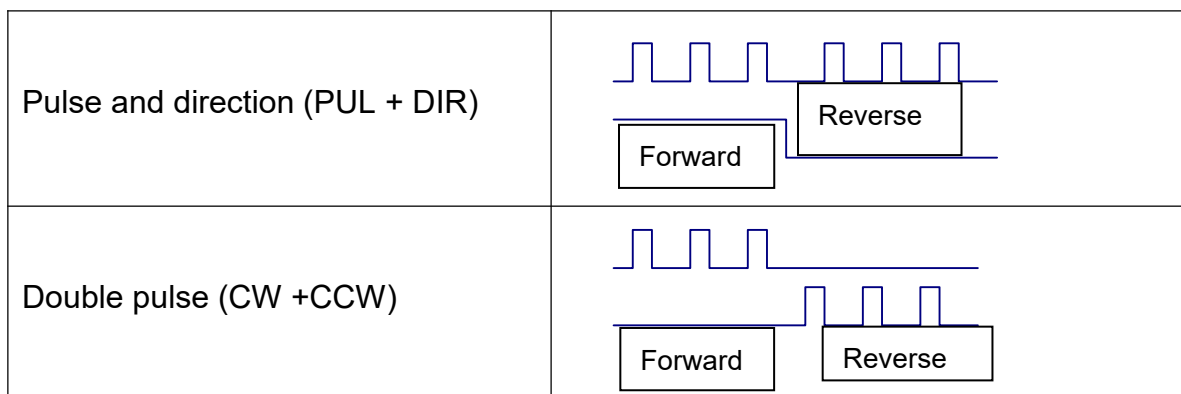 Pulse and direction (PUL + DIR)
Reverse
Forward
Double pulse (CW +CCW)
Forward
Reverse